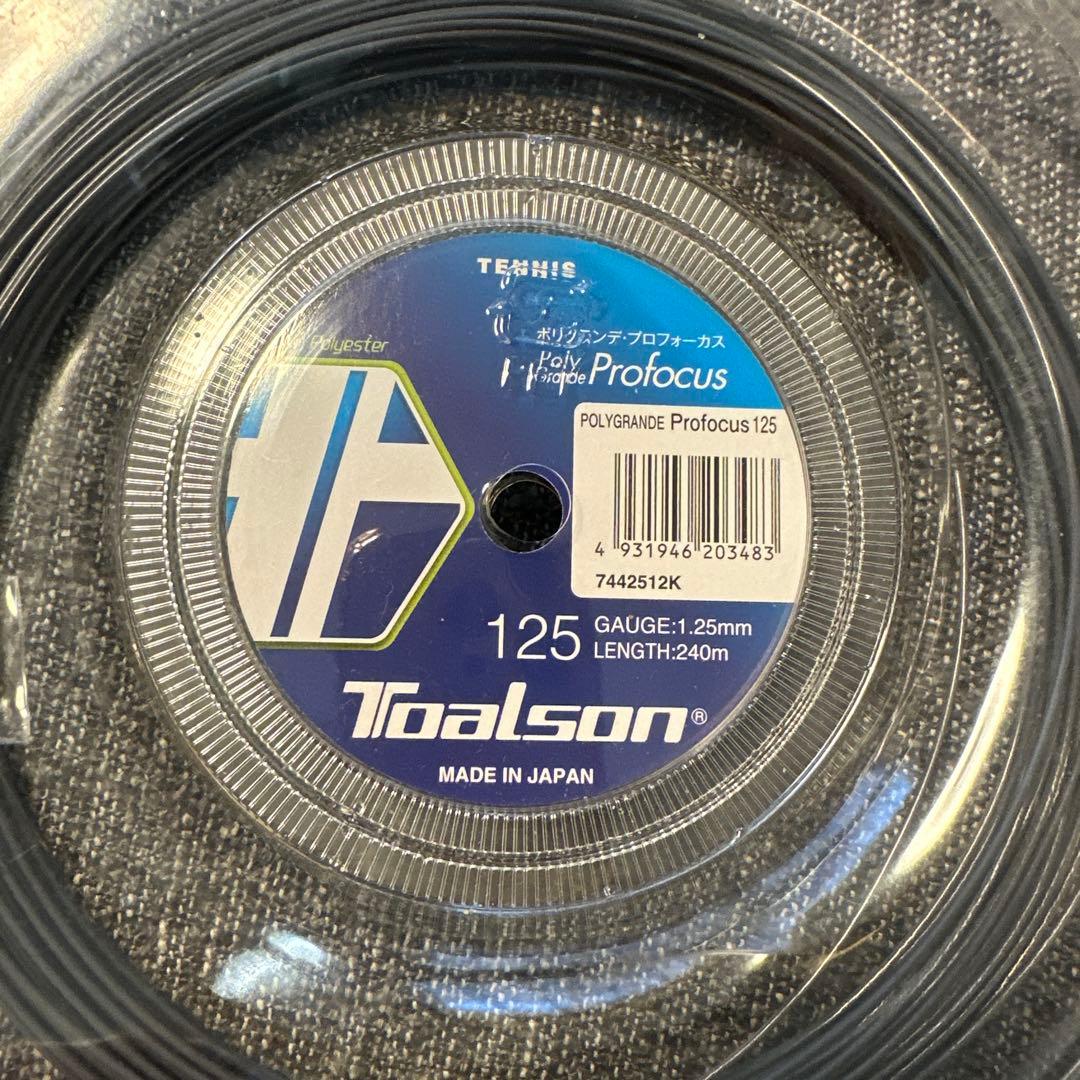 TENNIS
Polyester
ポリグランデ・プロフォーカス
Poly
Grande Profocus
POLYGRANDE Profocus 125
4 931946 203483
7442512K
125 GAUGE:1.25mm
LENGTH:240m
Toalson®
MADE IN JAPAN